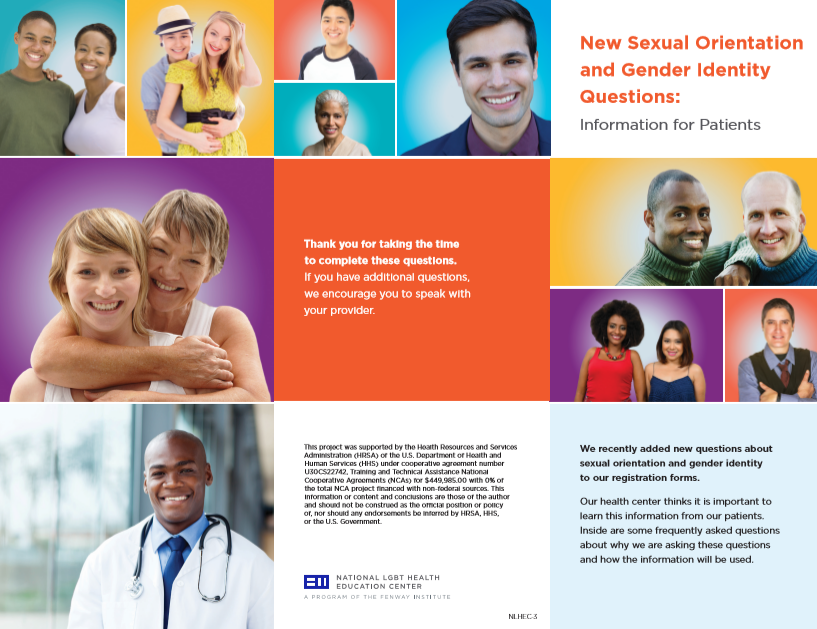 New Sexual Orientation
and Gender Identity
Questions:
Information for Patients
Thank you for taking the time
to complete these questions.
If you have additional questions,
we encourage you to speak with
your provider.
This project was supported by the Health Resources and Services
Administration (HRSA) of the U.S. Department of Health and
Human Services (HHS) under cooperative agreement number
U30CS22742, Training and Technical Assistance National
Cooperative Agreements (NCAs) for $449,985.00 with 0% of
the total NCA project financed with non-federal sources. This
information or content and conclusions are those of the author
and should not be construed as the official position or policy
of, nor should any endorsements be inferred by HRSA, HHS,
or the U.S. Government.
NATIONAL LGBT HEALTH
EDUCATION CENTER
A PROGRAM OF THE FENWAY INSTITUTE
NLHEC-3
We recently added new questions about
sexual orientation and gender identity
to our registration forms.
Our health center thinks it is important to
learn this information from our patients.
Inside are some frequently asked questions
about why we are asking these questions
and how the information will be used.